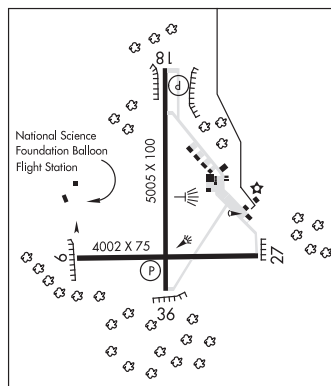 18
P
National Science
Foundation Balloon
Flight Station
5005 X 100
4002 X 75
9
27
P
36